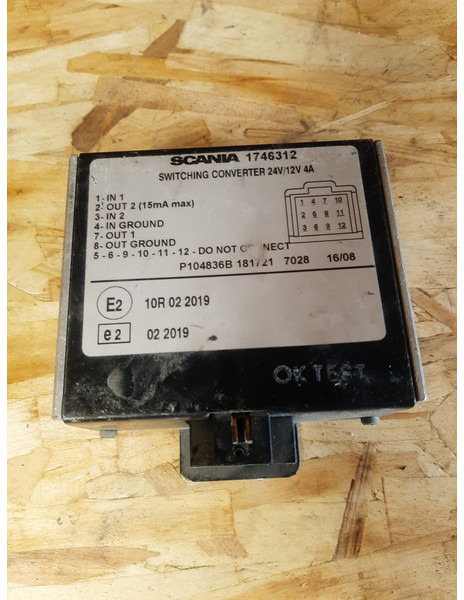 SCANIA 1746312
SWITCHING CONVERTER 24V/12V 4A
1- IN 1
2- OUT 2 (15mA max)
3- IN 2
4- IN GROUND
7- OUT 1
8- OUT GROUND
5 - 6 - 9 - 10 - 11 - 12 - DO NOT CONNECT
1 4 7 10
2 5 8 11
3 6 9 12
P104836B 181/21 7028 16/08
E2 10R 02 2019
e2 02 2019
OK TEST